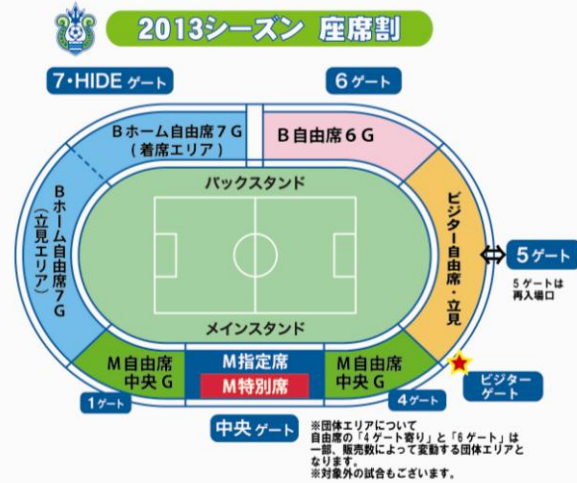 2013シーズン 座席割
7・HIDE ゲート
6 ゲート
Bホーム自由席7G
(着席エリア)
B自由席6G
バックスタンド
Bホーム自由席7G
(立見エリア)
ビジター自由席・立見
5 ゲート
5 ゲートは
再入場口
メインスタンド
M自由席
中央G
M指定席
M特別席
M自由席
中央G
1ゲート
4ゲート
ビジター
ゲート
中央 ゲート
※団体エリアについて
自由席の「4ゲート寄り」と「6ゲート」は
一部、販売数によって変動する団体エリアと
なります。
※対象外の試合もございます。